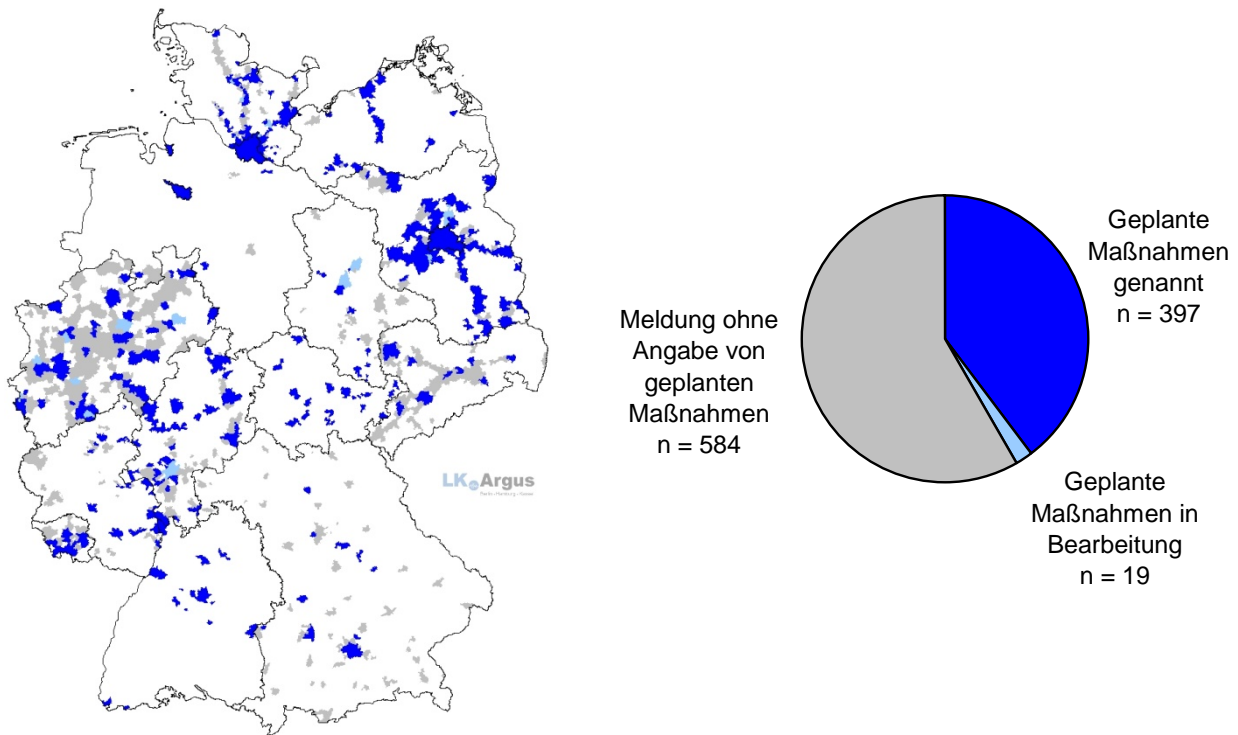 Geplante
Maßnahmen
genannt
n = 397
Meldung ohne
Angabe von
geplanten
Maßnahmen
n = 584
Geplante
Maßnahmen in
Bearbeitung
n = 19
LK Argus